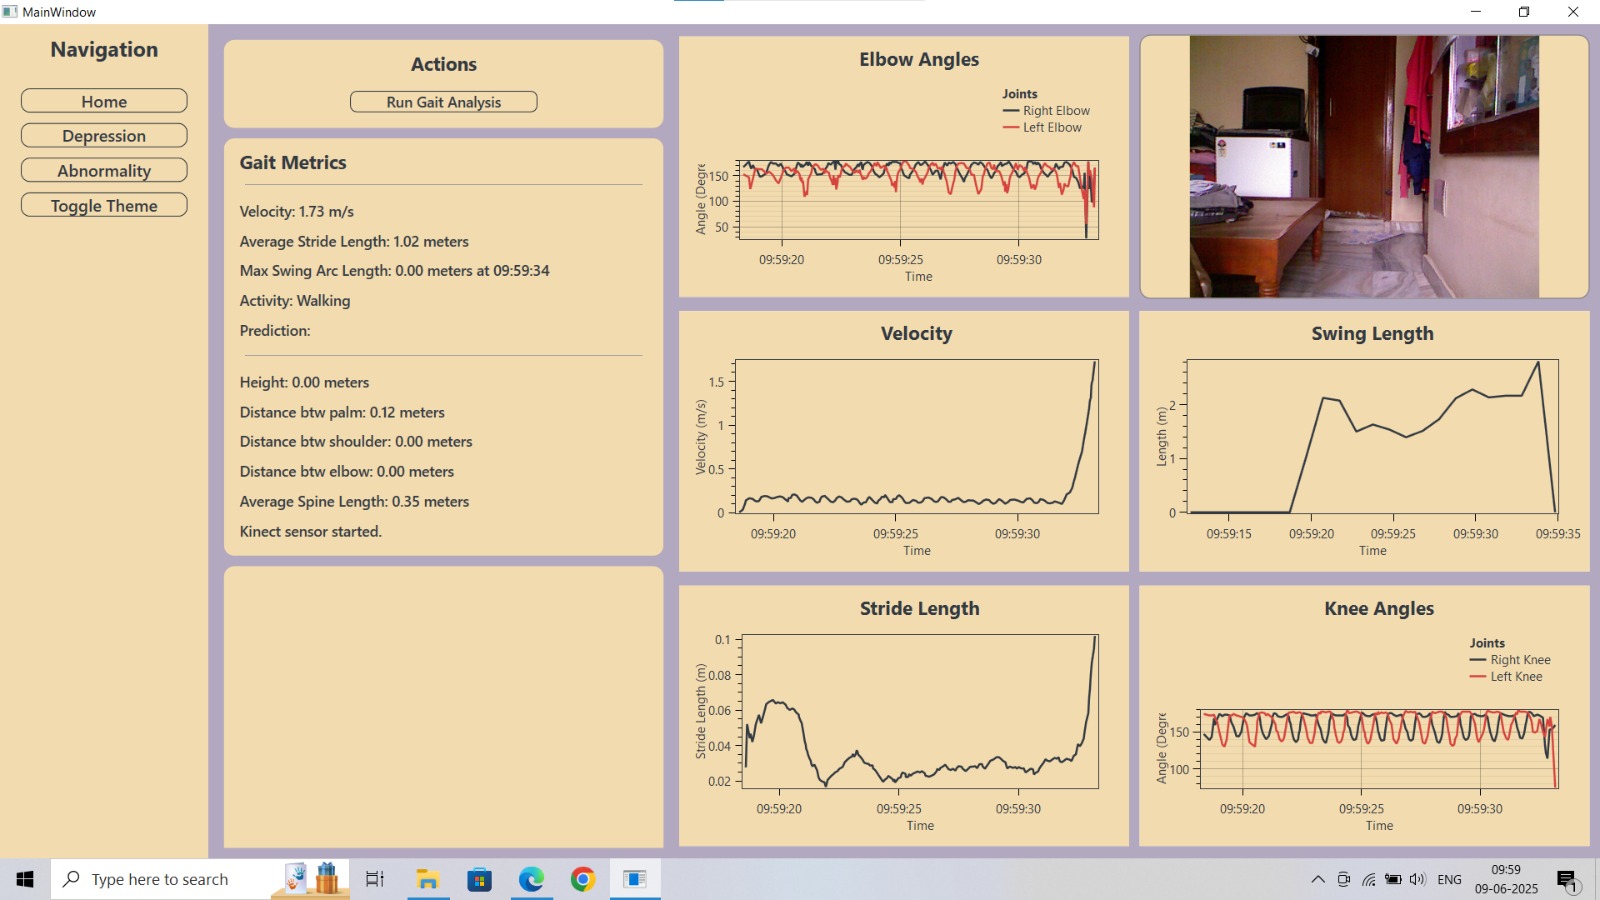 MainWindow
Navigation
Home
Depression
Abnormality
Toggle Theme
Actions
Run Gait Analysis
Gait Metrics
Velocity: 1.73 m/s
Average Stride Length: 1.02 meters
Max Swing Arc Length: 0.00 meters at 09:59:34
Activity: Walking
Prediction:
Height: 0.00 meters
Distance btw palm: 0.12 meters
Distance btw shoulder: 0.00 meters
Distance btw elbow: 0.00 meters
Average Spine Length: 0.35 meters
Kinect sensor started.
Elbow Angles
Joints
Right Elbow
Left Elbow
Angle (Degre
150
100
50
09:59:20 09:59:25 09:59:30
Time
Velocity
Velocity (m/s)
1.5
1
0.5
0
09:59:20 09:59:25 09:59:30
Time
Swing Length
Length (m)
2
1
0
09:59:15 09:59:20 09:59:25 09:59:30 09:59:35
Time
Stride Length
Stride Length (m)
0.1
0.08
0.06
0.04
0.02
09:59:20 09:59:25 09:59:30
Time
Knee Angles
Joints
Right Knee
Left Knee
Angle (Degre
150
100
09:59:20 09:59:25 09:59:30
Time
Type here to search
ENG
09:59
09-06-2025
1